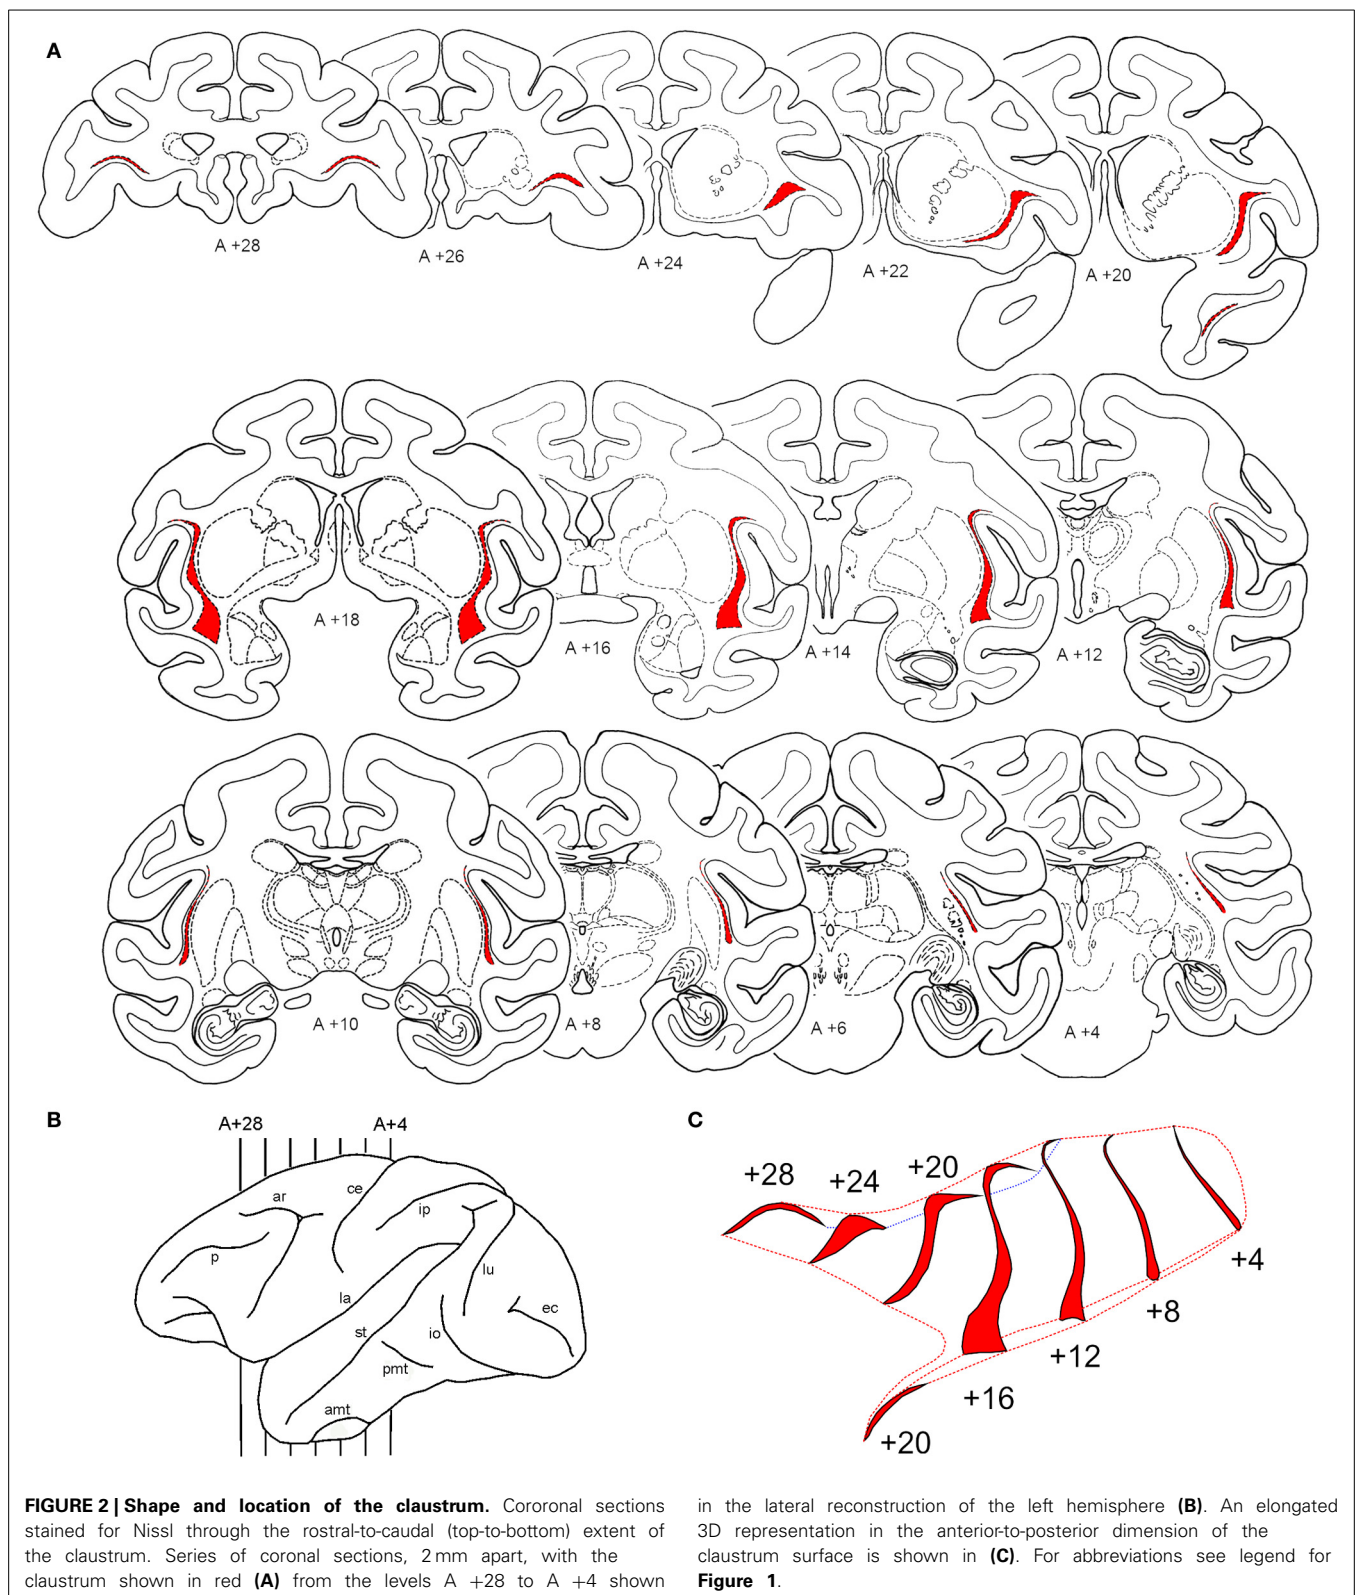 A
A +28
A +26
A +24
A +22
A +20
A +18
A +16
A +14
A +12
A +10
A +8
A +6
A +4
B
A+28
A+4
ar
ce
ip
p
lu
la
ec
st
io
pmt
amt
C
+28
+24
+20
+4
+8
+12
+16
+20
FIGURE 2 | Shape and location of the claustrum. Cororonal sections
stained for Nissl through the rostral-to-caudal (top-to-bottom) extent of
the claustrum. Series of coronal sections, 2 mm apart, with the
claustrum shown in red (A) from the levels A +28 to A +4 shown
in the lateral reconstruction of the left hemisphere (B). An elongated
3D representation in the anterior-to-posterior dimension of the
claustrum surface is shown in (C). For abbreviations see legend for
Figure 1.